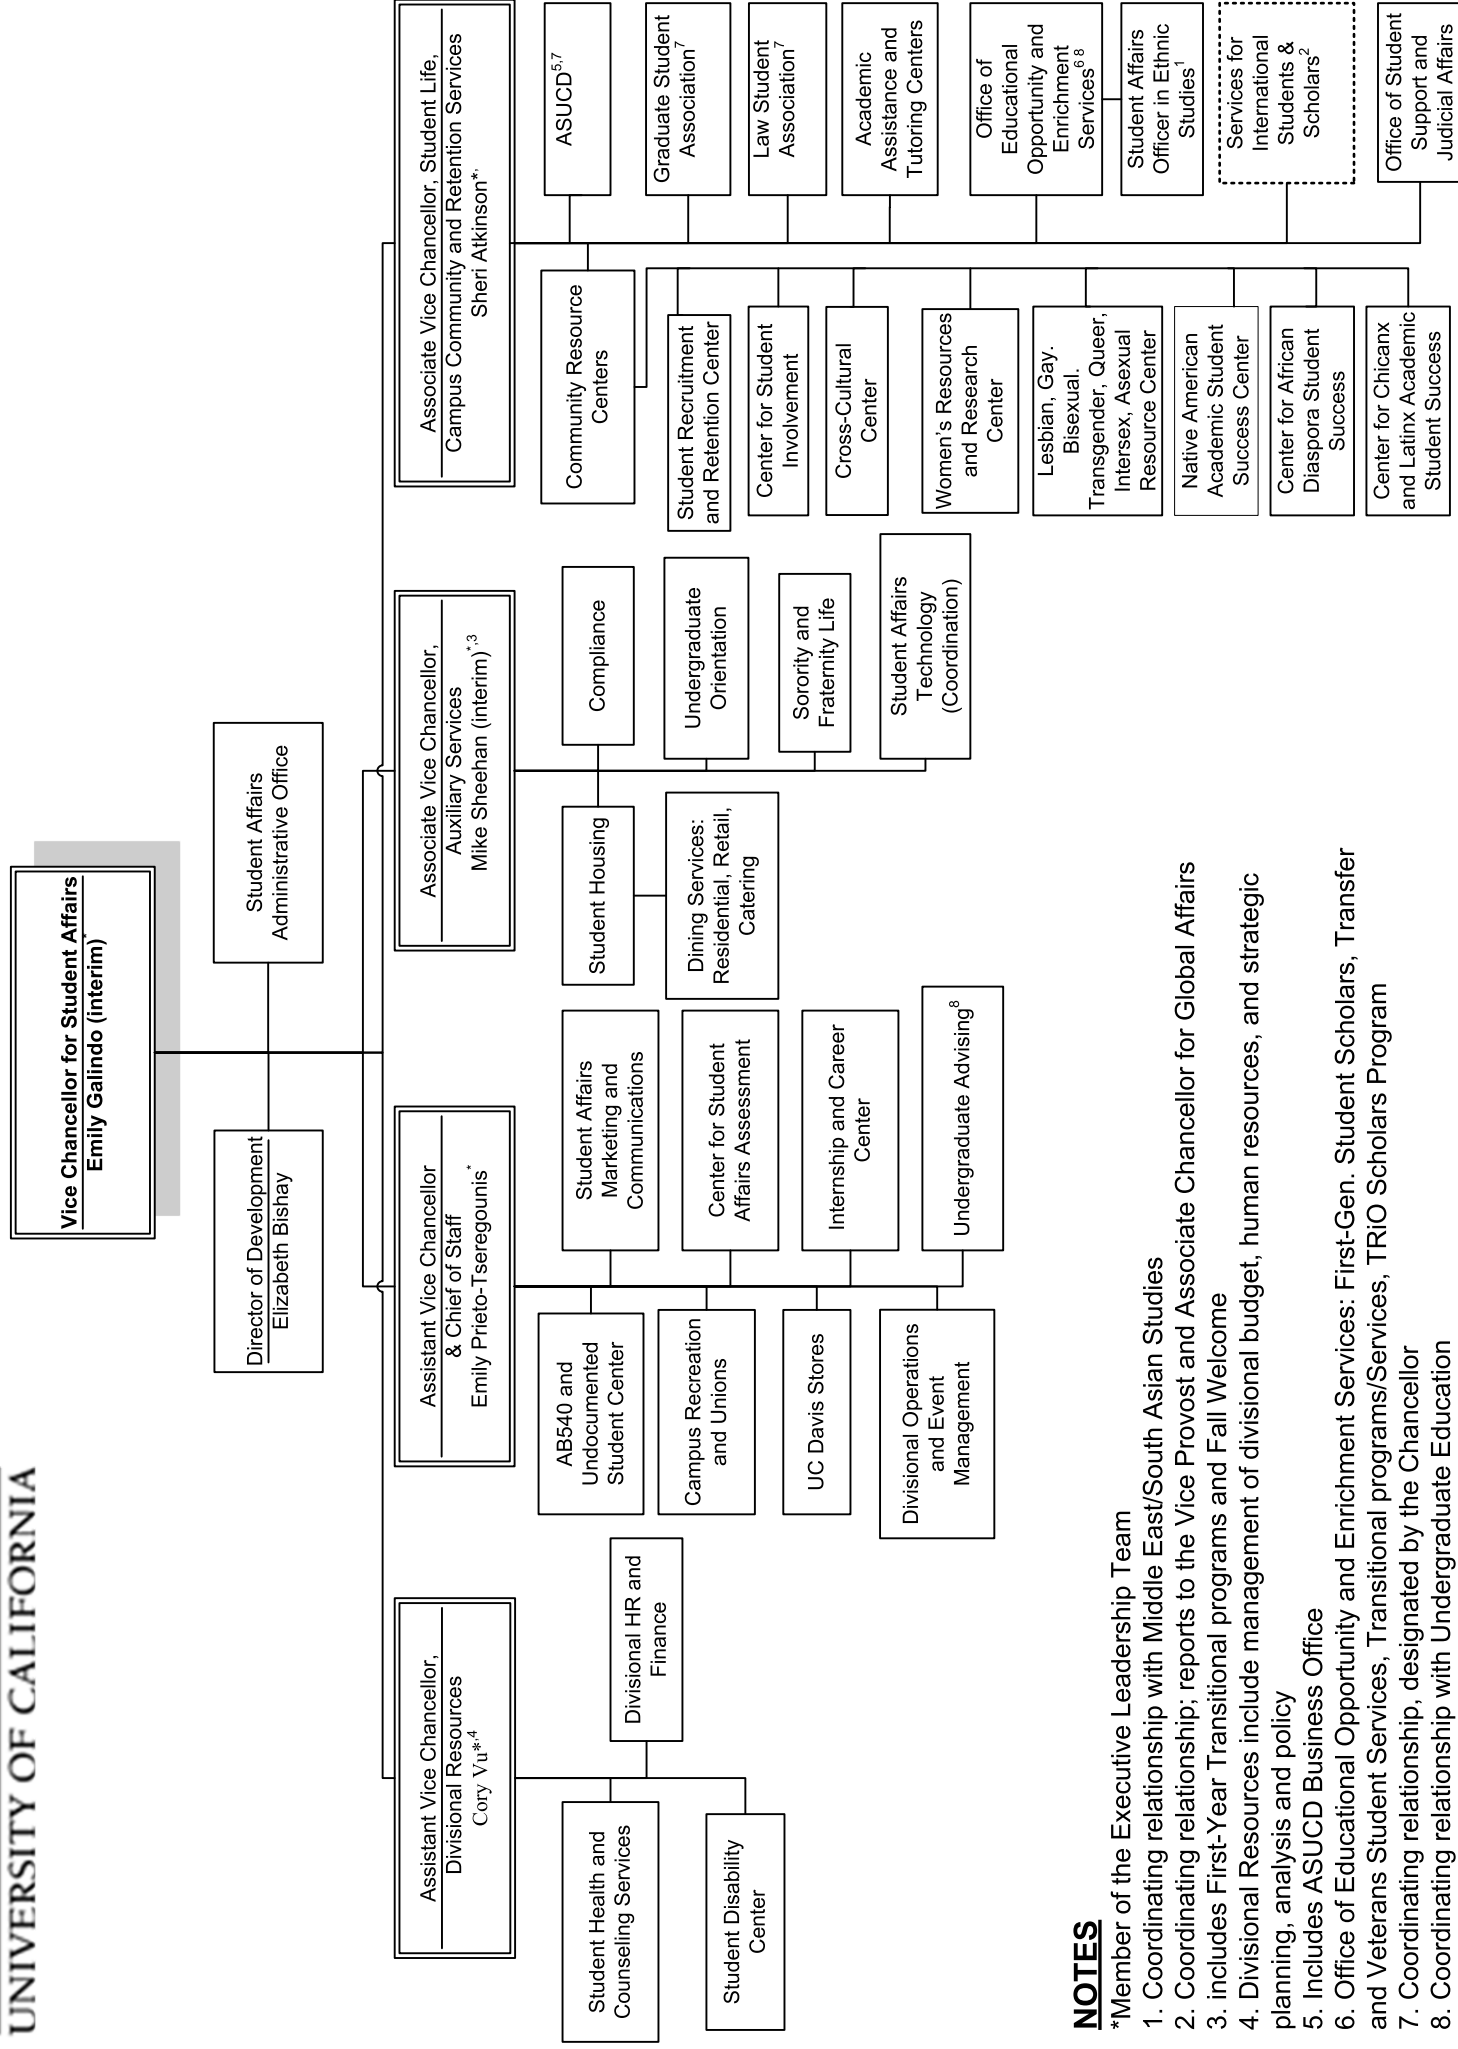 UNIVERSITY OF CALIFORNIA
Vice Chancellor for Student Affairs
Emily Galindo (interim)*
Director of Development
Elizabeth Bishay
Student Affairs
Administrative Office
Assistant Vice Chancellor,
Divisional Resources
Cory Vu*,4
Student Health and
Counseling Services
Divisional HR and
Finance
Student Disability
Center
Assistant Vice Chancellor
& Chief of Staff
Emily Prieto-Tseregounis*
AB540 and
Undocumented
Student Center
Campus Recreation
and Unions
UC Davis Stores
Divisional Operations
and Event
Management
Student Affairs
Marketing and
Communications
Center for Student
Affairs Assessment
Internship and Career
Center
Undergraduate Advising8
Associate Vice Chancellor,
Auxiliary Services
Mike Sheehan (interim)*,3
Student Housing
Dining Services:
Residential, Retail,
Catering
Compliance
Undergraduate
Orientation
Sorority and
Fraternity Life
Student Affairs
Technology
(Coordination)
Associate Vice Chancellor, Student Life,
Campus Community and Retention Services
Sheri Atkinson*,
Community Resource
Centers
Student Recruitment
and Retention Center
Center for Student
Involvement
Cross-Cultural
Center
Women's Resources
and Research
Center
Lesbian, Gay.
Bisexual.
Transgender, Queer,
Intersex, Asexual
Resource Center
Native American
Academic Student
Success Center
Center for African
Diaspora Student
Success
Center for Chicanx
and Latinx Academic
Student Success
ASUCD5,7
Graduate Student
Association7
Law Student
Association7
Academic
Assistance and
Tutoring Centers
Office of
Educational
Opportunity and
Enrichment
Services6 8
Student Affairs
Officer in Ethnic
Studies1
Services for
International
Students &
Scholars2
Office of Student
Support and
Judicial Affairs
NOTES
*Member of the Executive Leadership Team
1. Coordinating relationship with Middle East/South Asian Studies
2. Coordinating relationship; reports to the Vice Provost and Associate Chancellor for Global Affairs
3. includes First-Year Transitional programs and Fall Welcome
4. Divisional Resources include management of divisional budget, human resources, and strategic
planning, analysis and policy
5. Includes ASUCD Business Office
6. Office of Educational Opportunity and Enrichment Services: First-Gen. Student Scholars, Transfer
and Veterans Student Services, Transitional programs/Services, TRiO Scholars Program
7. Coordinating relationship, designated by the Chancellor
8. Coordinating relationship with Undergraduate Education